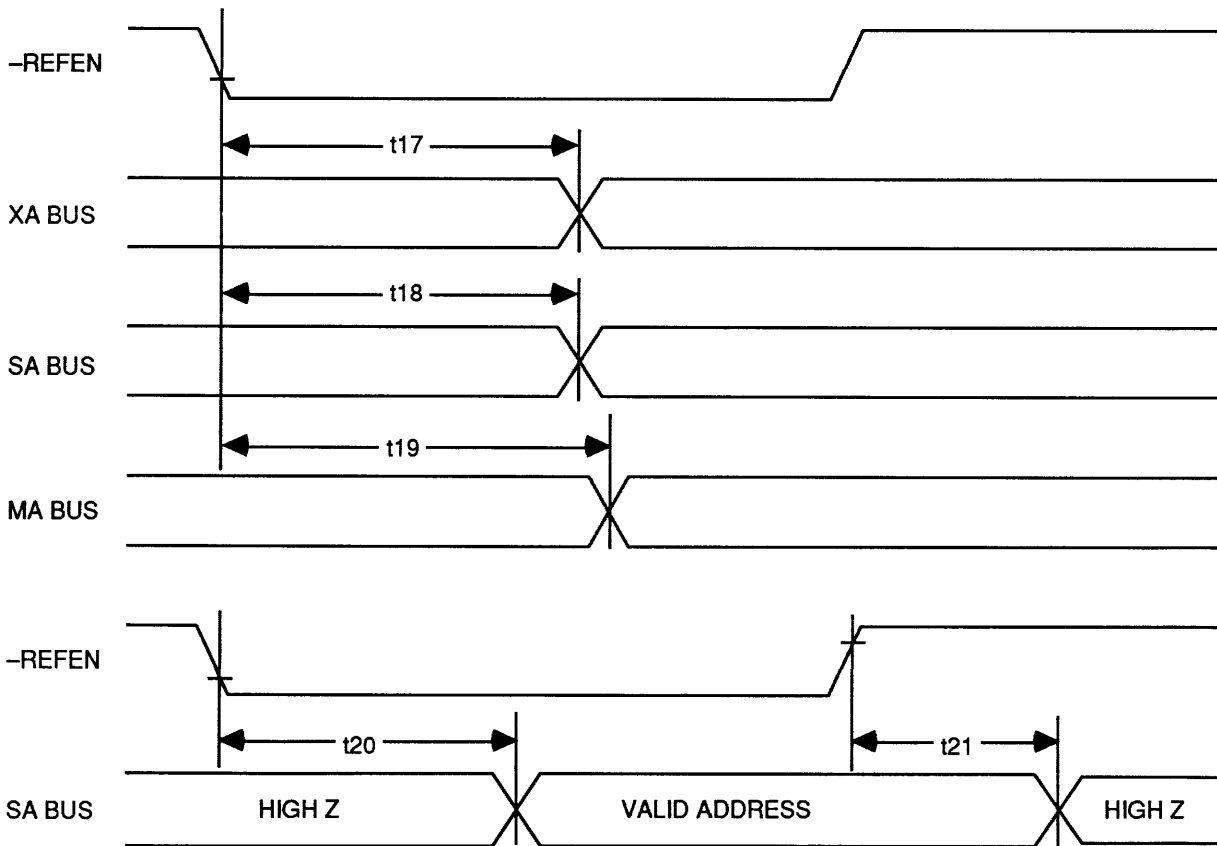 –REFEN
t17
XA BUS
t18
SA BUS
t19
MA BUS
–REFEN
t20
t21
SA BUS
HIGH Z
VALID ADDRESS
HIGH Z